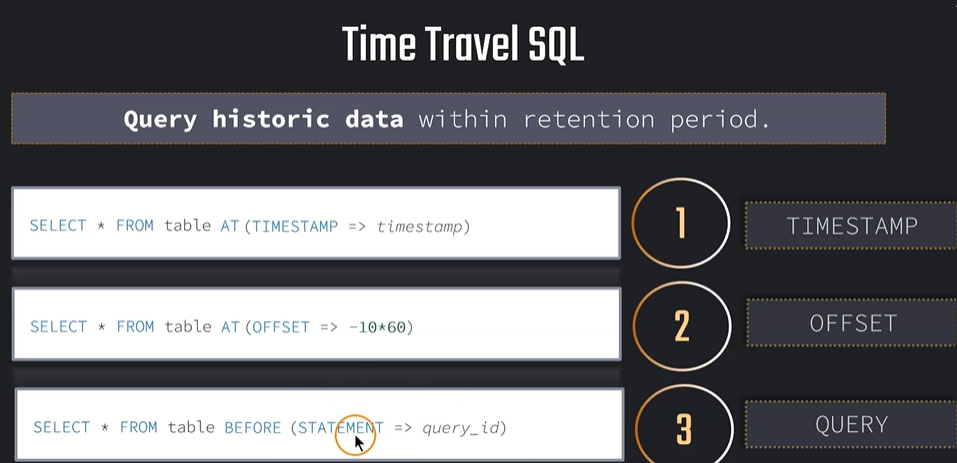 Time Travel SQL
Query historic data within retention period.
SELECT * FROM table AT(TIMESTAMP => timestamp)
1
TIMESTAMP
SELECT * FROM table AT(OFFSET => -10*60)
2
OFFSET
SELECT * FROM table BEFORE (STATEMENT => query_id)
3
QUERY